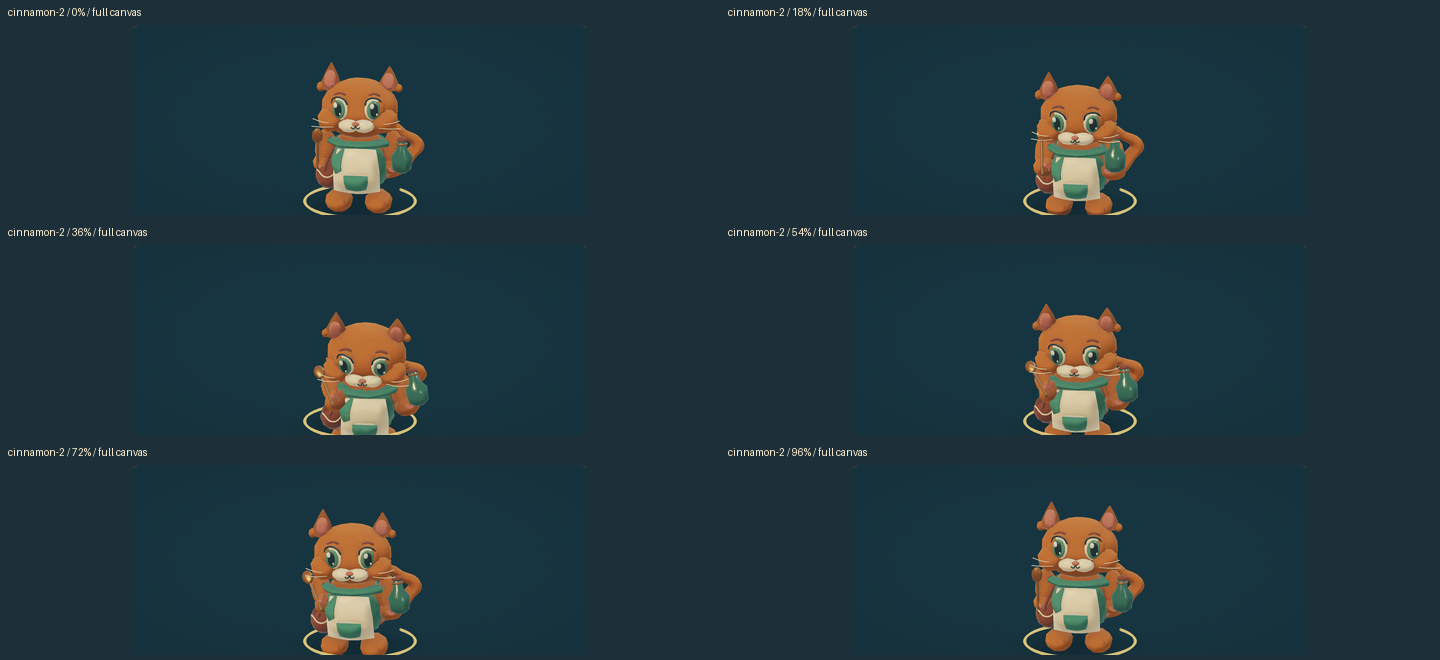 cinnamon-2 / 0% / full canvas
cinnamon-2 / 18% / full canvas
cinnamon-2 / 36% / full canvas
cinnamon-2 / 54% / full canvas
cinnamon-2 / 72% / full canvas
cinnamon-2 / 96% / full canvas